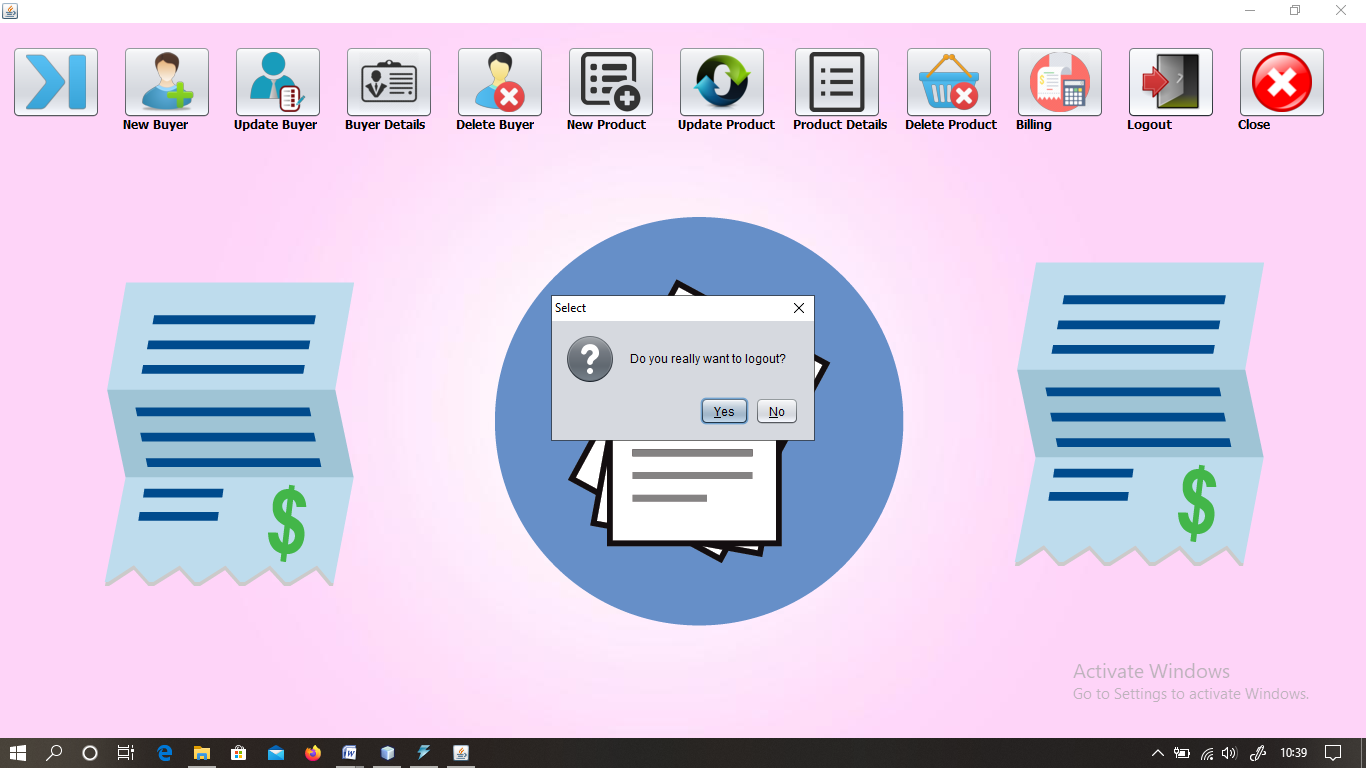 New Buyer
Update Buyer
Buyer Details
Delete Buyer
New Product
Update Product
Product Details
Delete Product
Billing
Logout
Close
Select
Do you really want to logout?
Yes
No
Activate Windows
Go to Settings to activate Windows.
10:39